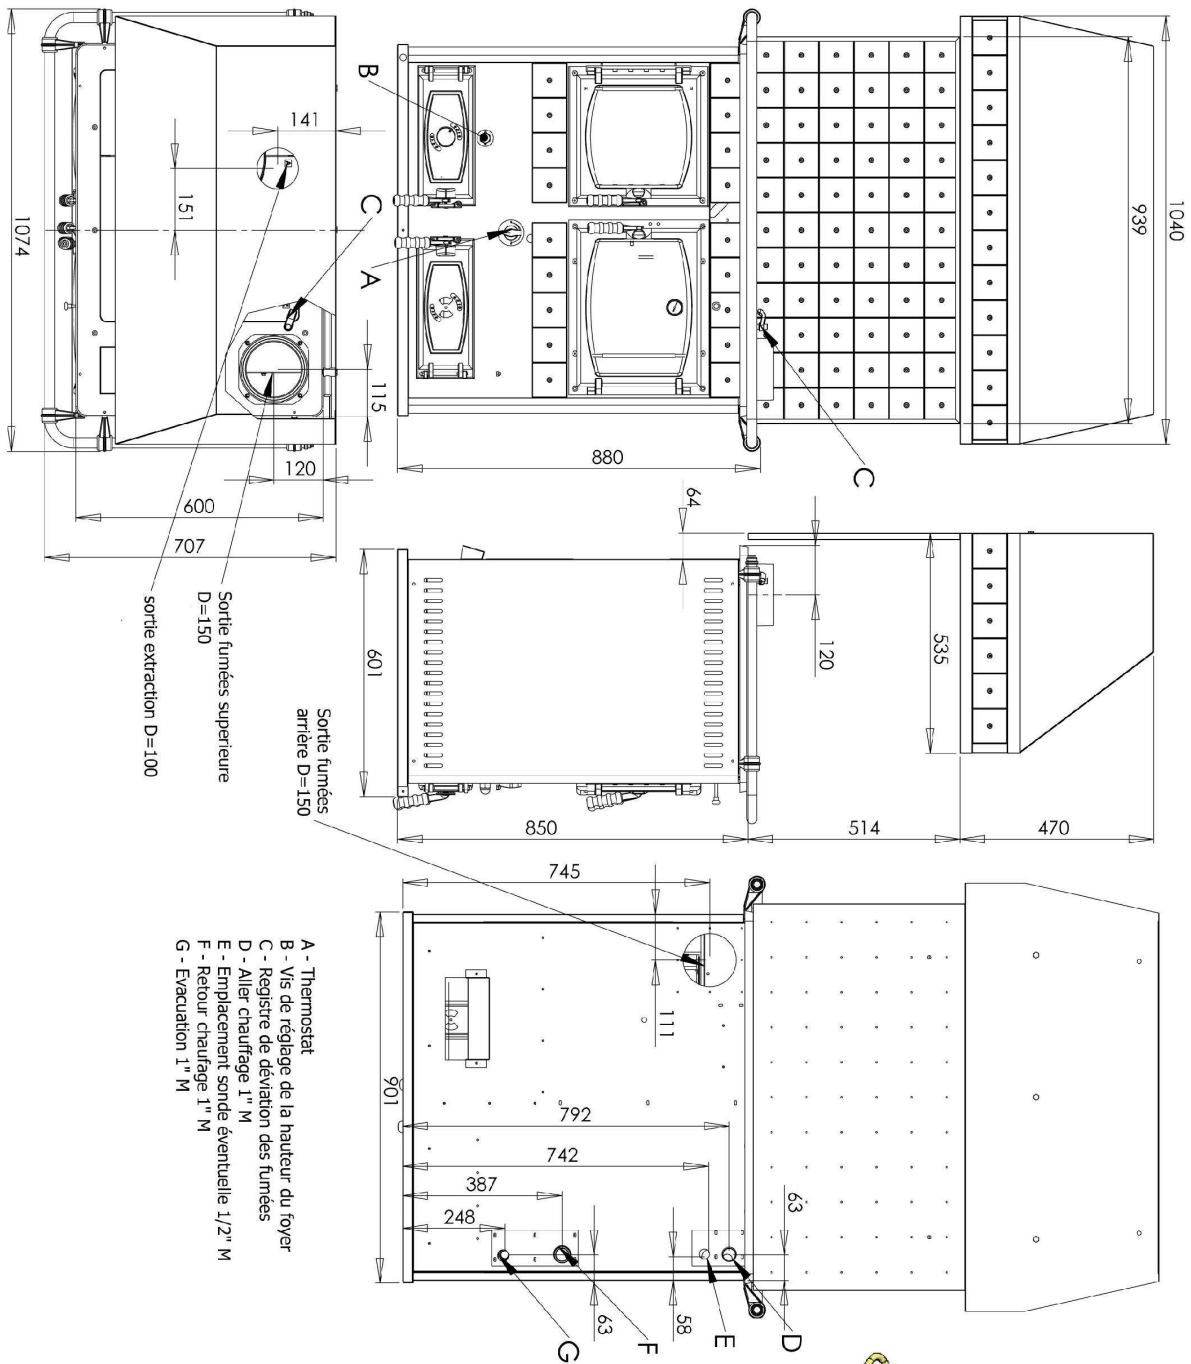 1040
939
B
A
C
C
880
141
151
1074
115
120
600
707
Sortie fumées superieure
D=150
sortie extraction D=100
64
120
535
601
850
514
470
Sortie fumées
arrière D=150
745
111
901
792
742
387
248
63
58
63
D
E
F
G
A - Thermostat
B - Vis de réglage de la hauteur du foyer
C - Registre de déviation des fumées
D - Aller chauffage 1" M
E - Emplacement sonde éventuelle 1/2" M
F - Retour chaufage 1" M
G - Evacuation 1" M